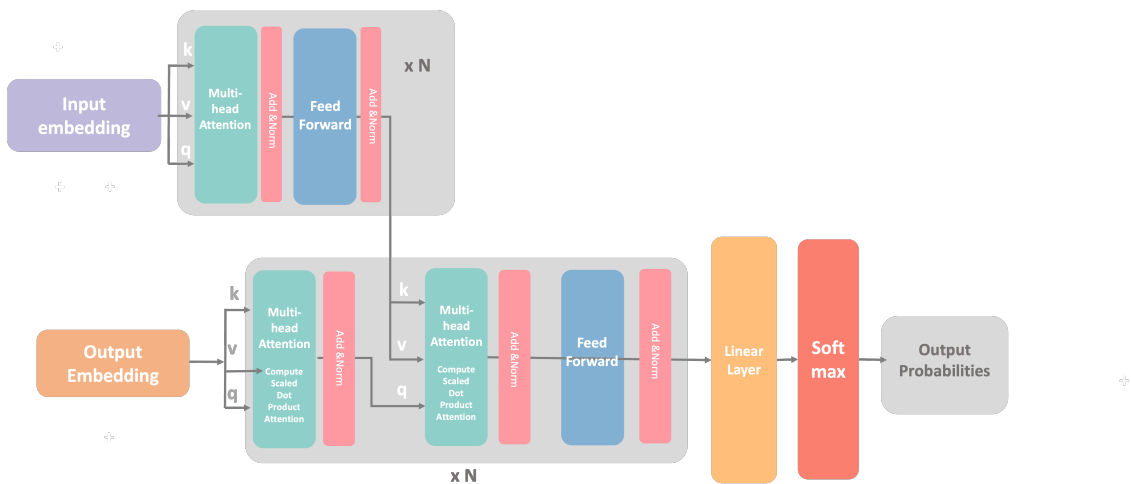 Input
embedding
k
v
q
Multi-
head
Attention
Add &Norm
Feed
Forward
Add &Norm
x N
Output
Embedding
k
v
q
Multi-
head
Attention
Compute
Scaled
Dot
Product
Attention
Add &Norm
k
v
q
Multi-
head
Attention
Compute
Scaled
Dot
Product
Attention
Add &Norm
Feed
Forward
Add &Norm
x N
Linear
Layer
Soft
max
Output
Probabilities